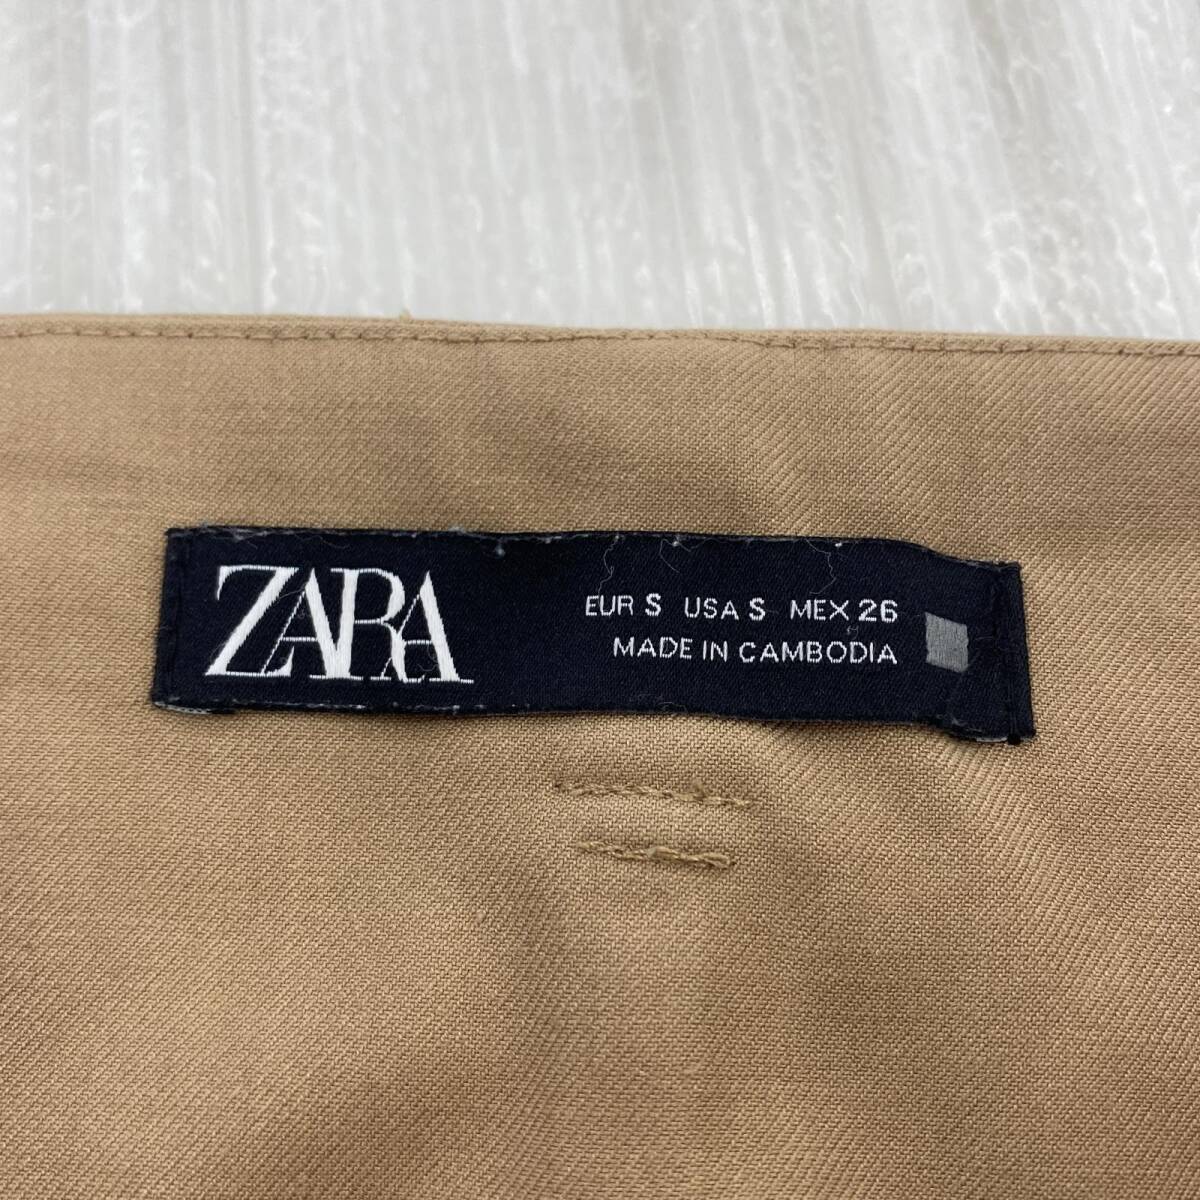 ZARA
EUR S USA S MEX 26
MADE IN CAMBODIA